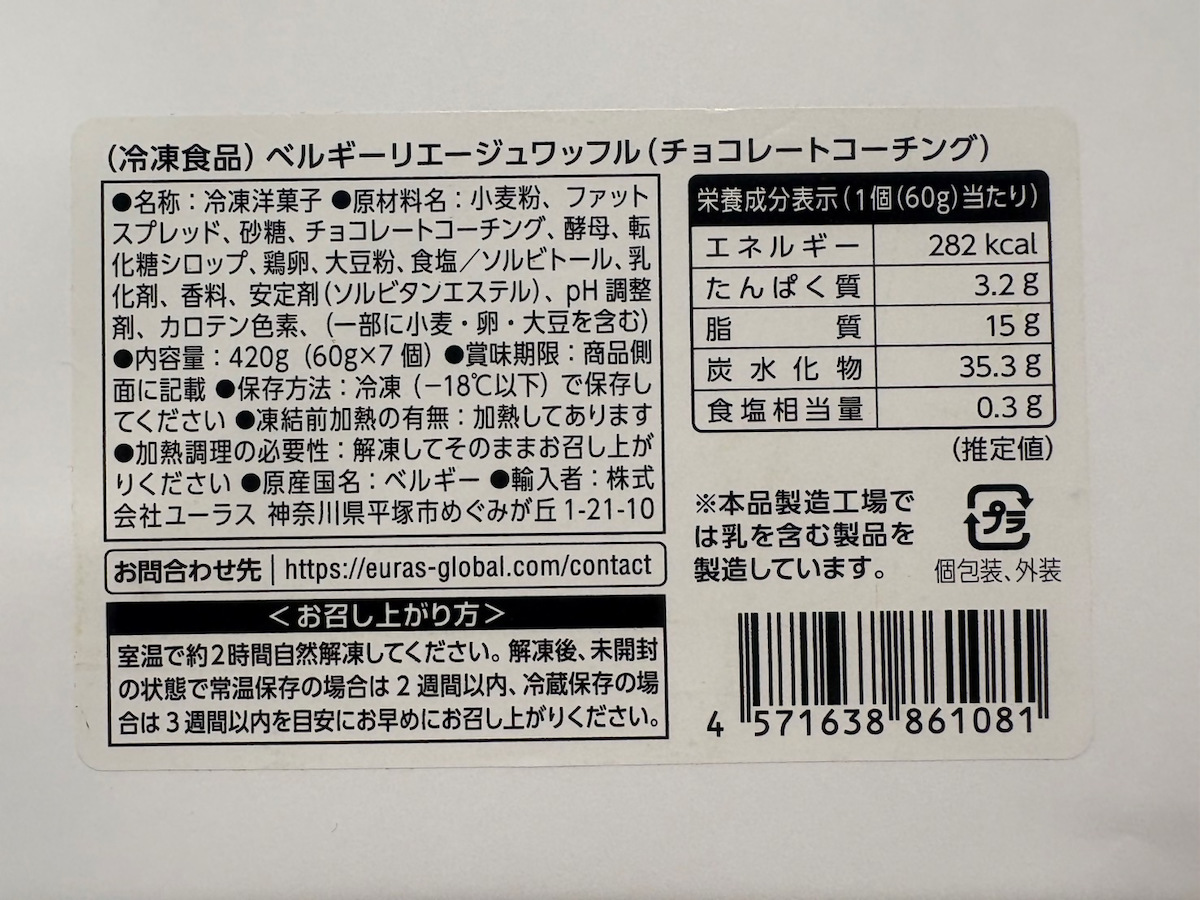 (冷凍食品)ベルギーリエージュワッフル(チョコレートコーチング)
●名称：冷凍洋菓子 ●原材料名：小麦粉、ファット
スプレッド、砂糖、チョコレートコーチング、酵母、転
化糖シロップ、鶏卵、大豆粉、食塩／ソルビトール、乳
化剤、香料、安定剤(ソルビタンエステル)、pH調整
剤、カロテン色素、(一部に小麦・卵・大豆を含む)
●内容量：420g（60g×7個）●賞味期限：商品側
面に記載 ●保存方法：冷凍（−18℃以下）で保存し
てください ●凍結前加熱の有無：加熱してあります
●加熱調理の必要性：解凍してそのままお召し上が
りください ●原産国名：ベルギー ●輸入者：株式
会社ユーラス 神奈川県平塚市めぐみが丘1-21-10
お問合わせ先 | https://euras-global.com/contact
＜お召し上がり方＞
室温で約2時間自然解凍してください。解凍後、未開封
の状態で常温保存の場合は2週間以内、冷蔵保存の場
合は3週間以内を目安にお早めにお召し上がりください。
栄養成分表示(1個(60g)当たり)
エネルギー 282 kcal
たんぱく質 3.2 g
脂質 15 g
炭水化物 35.3 g
食塩相当量 0.3 g
(推定値)
※本品製造工場で
は乳を含む製品を
製造しています。
プラ
個包装、外装
4 571638 861081